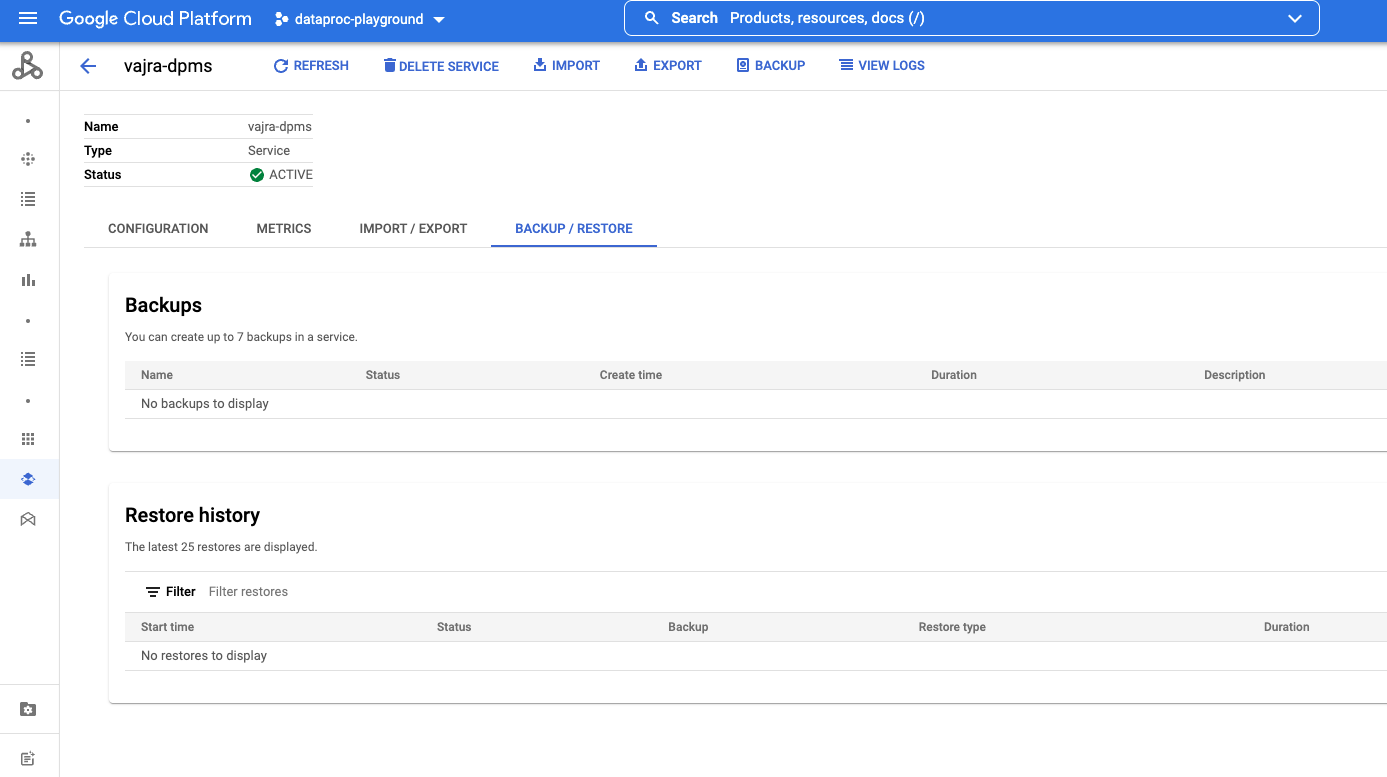 Google Cloud Platform dataproc-playground Search Products, resources, docs (/)
vajra-dpms REFRESH DELETE SERVICE IMPORT EXPORT BACKUP VIEW LOGS
Name vajra-dpms
Type Service
Status ACTIVE
CONFIGURATION METRICS IMPORT / EXPORT BACKUP / RESTORE
Backups
You can create up to 7 backups in a service.
Name Status Create time Duration Description
No backups to display
Restore history
The latest 25 restores are displayed.
Filter Filter restores
Start time Status Backup Restore type Duration
No restores to display